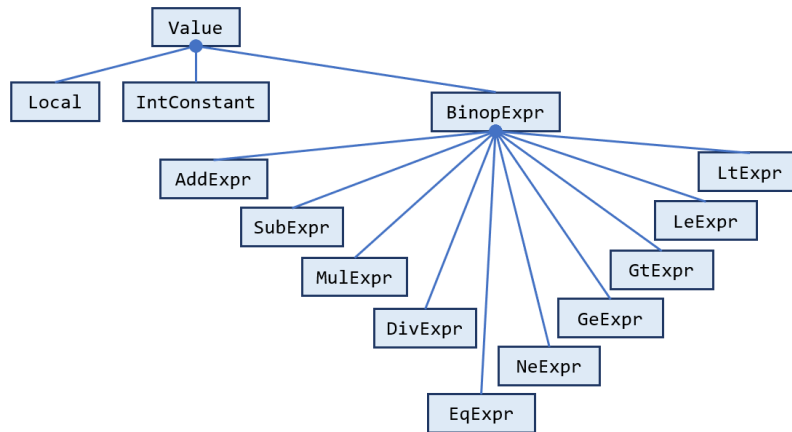 Value
Local
IntConstant
BinopExpr
AddExpr
LtExpr
SubExpr
LeExpr
MulExpr
GtExpr
DivExpr
GeExpr
NeExpr
EqExpr